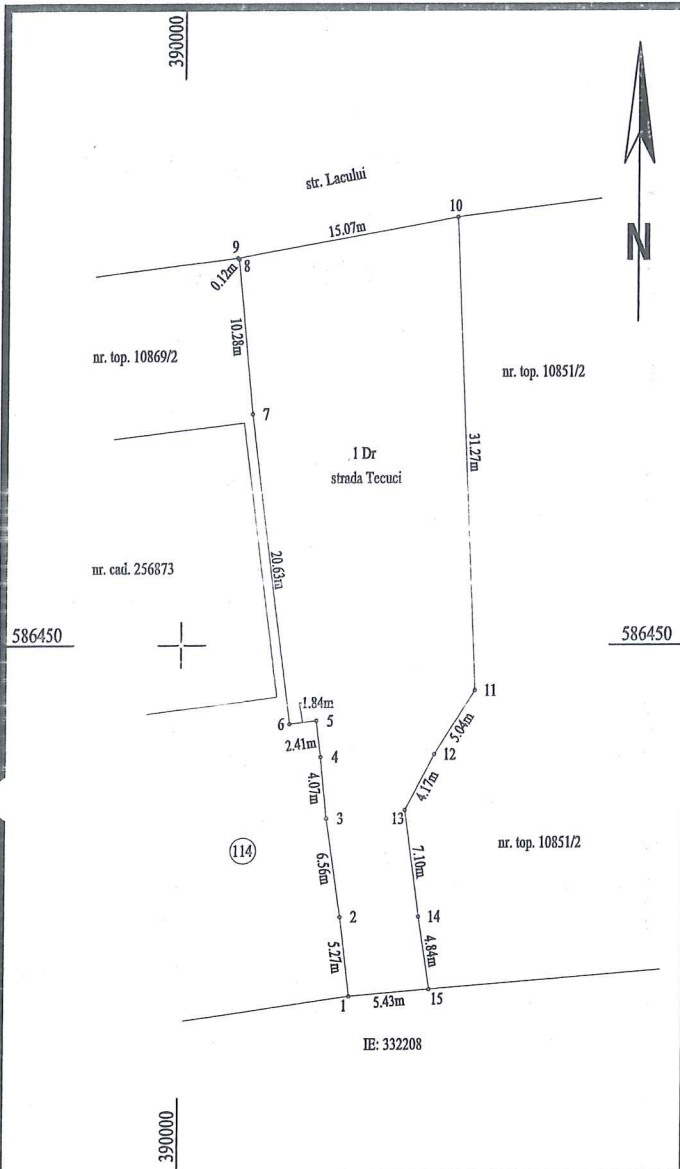 390000
str. Lacului
10
15.07m
N
9
8
0.12m
10.28m
nr. top. 10869/2
nr. top. 10851/2
7
31.27m
1 Dr
strada Tecuci
20.63m
nr. cad. 256873
586450
586450
11
1.84m
6
5
5.04m
2.41m
4
12
4.07m
4.17m
3
13
nr. top. 10851/2
114
7.10m
6.56m
2
14
5.27m
4.84m
1
5.43m
15
IE: 332208
390000